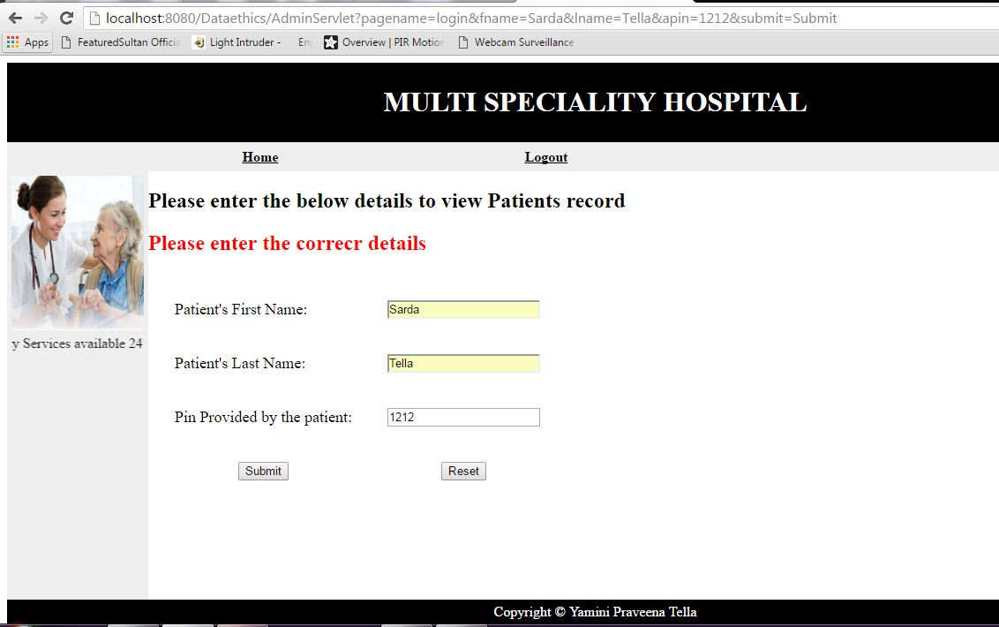 localhost:8080/Dataethics/AdminServlet?pagename=login&fname=Sarda&lname=Tella&apin=1212&submit=Submit
Apps FeaturedSultan Officia Light Intruder - En Overview | PIR Motion Webcam Surveillance
MULTI SPECIALITY HOSPITAL
Home Logout
Please enter the below details to view Patients record
Please enter the correcr details
Patient's First Name: Sarda
y Services available 24
Patient's Last Name: Tella
Pin Provided by the patient: 1212
Submit Reset
Copyright © Yamini Praveena Tella